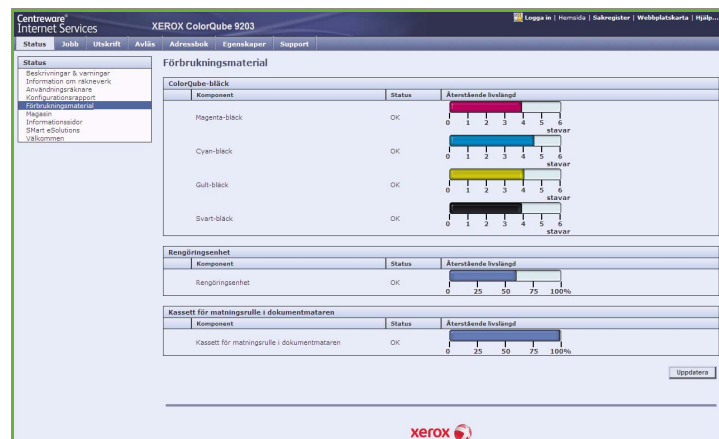 Centreware®
Internet Services
XEROX ColorQube 9203
Logga in | Hemsida | Sakregister | Webbplatskarta | Hjälp...
Status Jobb Utskrift Avläs Adressbok Egenskaper Support
Status
Beskrivningar & varningar
Information om räkneverk
Användningsräknare
Konfigurationsrapport
Förbrukningsmaterial
Magasin
Informationssidor
SMart eSolutions
Välkommen
Förbrukningsmaterial
ColorQube-bläck
Komponent Status Återstående livslängd
Magenta-bläck OK
0 1 2 3 4 5 6
stavar
Cyan-bläck OK
0 1 2 3 4 5 6
stavar
Gult-bläck OK
0 1 2 3 4 5 6
stavar
Svart-bläck OK
0 1 2 3 4 5 6
stavar
Rengöringsenhet
Komponent Status Återstående livslängd
Rengöringsenhet OK
0 25 50 75 100%
Kassett för matningsrulle i dokumentmataren
Komponent Status Återstående livslängd
Kassett för matningsrulle i dokumentmataren OK
0 25 50 75 100%
Uppdatera
xerox